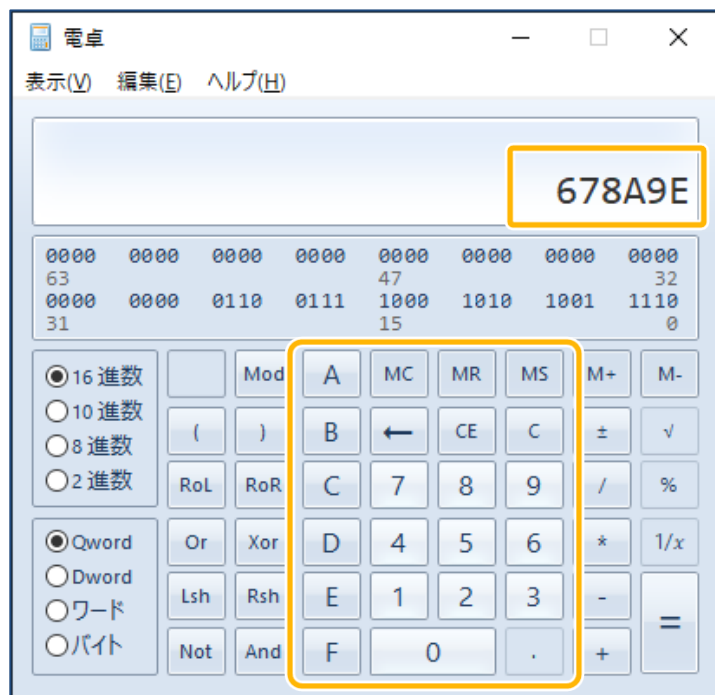 電卓
表示(V) 編集(E) ヘルプ(H)
678A9E
0000 0000 0000 0000 0000 0000 0000 0000
63 47 32
0000 0000 0110 0111 1000 1010 1001 1110
31 15 0
16 進数 Mod A MC MR MS M+ M-
10 進数
8 進数 ( ) B ← CE C ± √
2 進数 RoL RoR C 7 8 9 / %
Qword Or Xor D 4 5 6 * 1/x
Dword
ワード Lsh Rsh E 1 2 3 - =
バイト Not And F 0 . +